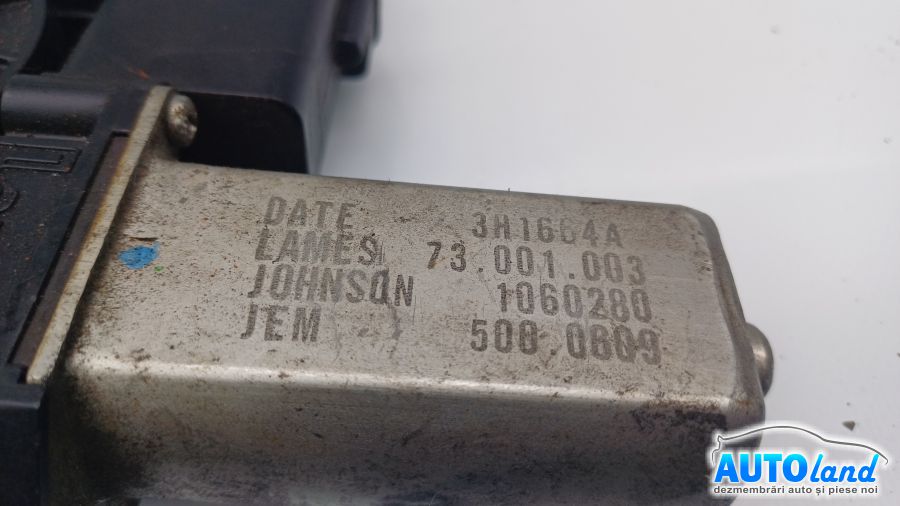 DATE 3H1664A
LAMES 73.001.003
JOHNSON 1060280
JEM 500.0809
AUTOland
dezmembrări auto și piese noi